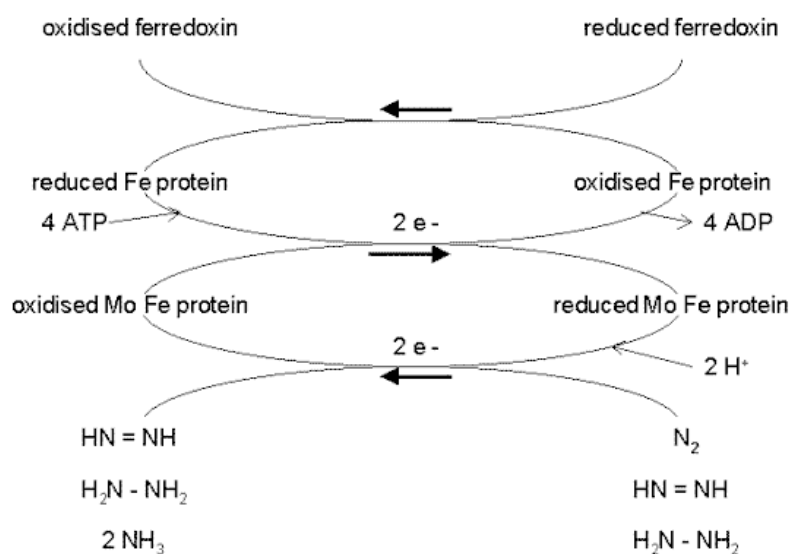 oxidised ferredoxin reduced ferredoxin
reduced Fe protein oxidised Fe protein
4 ATP 2 e - 4 ADP
oxidised Mo Fe protein reduced Mo Fe protein
2 e -
2 H⁺
HN = NH N₂
H₂N - NH₂ HN = NH
2 NH₃ H₂N - NH₂